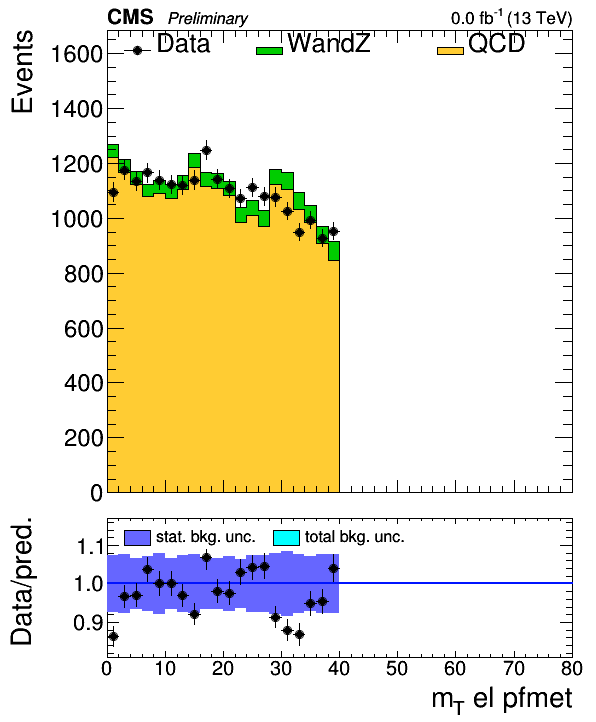 CMS Preliminary 0.0 fb⁻¹ (13 TeV)
Data WandZ QCD
Events
1600
1400
1200
1000
800
600
400
200
0
stat. bkg. unc. total bkg. unc.
Data/pred.
1.1
1.0
0.9
0 10 20 30 40 50 60 70 80
m_T el pfmet